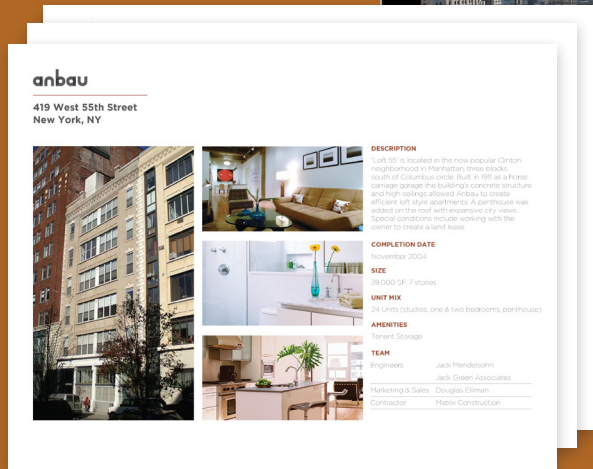 anbau
419 West 55th Street
New York, NY
DESCRIPTION
"Loft 55" is located in the now popular Clinton
neighborhood in Manhattan, three blocks
south of Columbus circle. Built in 1911 as a horse
carriage garage the building's concrete structure
and high ceilings allowed Anbau to create
efficient loft style apartments. A penthouse was
added on the roof with expansive city views.
Special conditions include working with the
owner to create a land lease.
COMPLETION DATE
November 2004
SIZE
39,000 SF, 7 stories
UNIT MIX
24 Units (studios, one & two bedrooms, penthouse)
AMENITIES
Tenant Storage
TEAM
Engineers Jack Mendelsohn
Jack Green Associates
Marketing & Sales Douglas Elliman
Contractor Matrix Construction